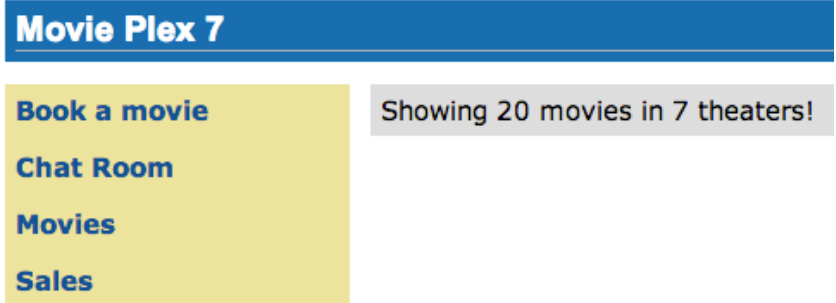 Movie Plex 7
Book a movie
Chat Room
Movies
Sales
Showing 20 movies in 7 theaters!